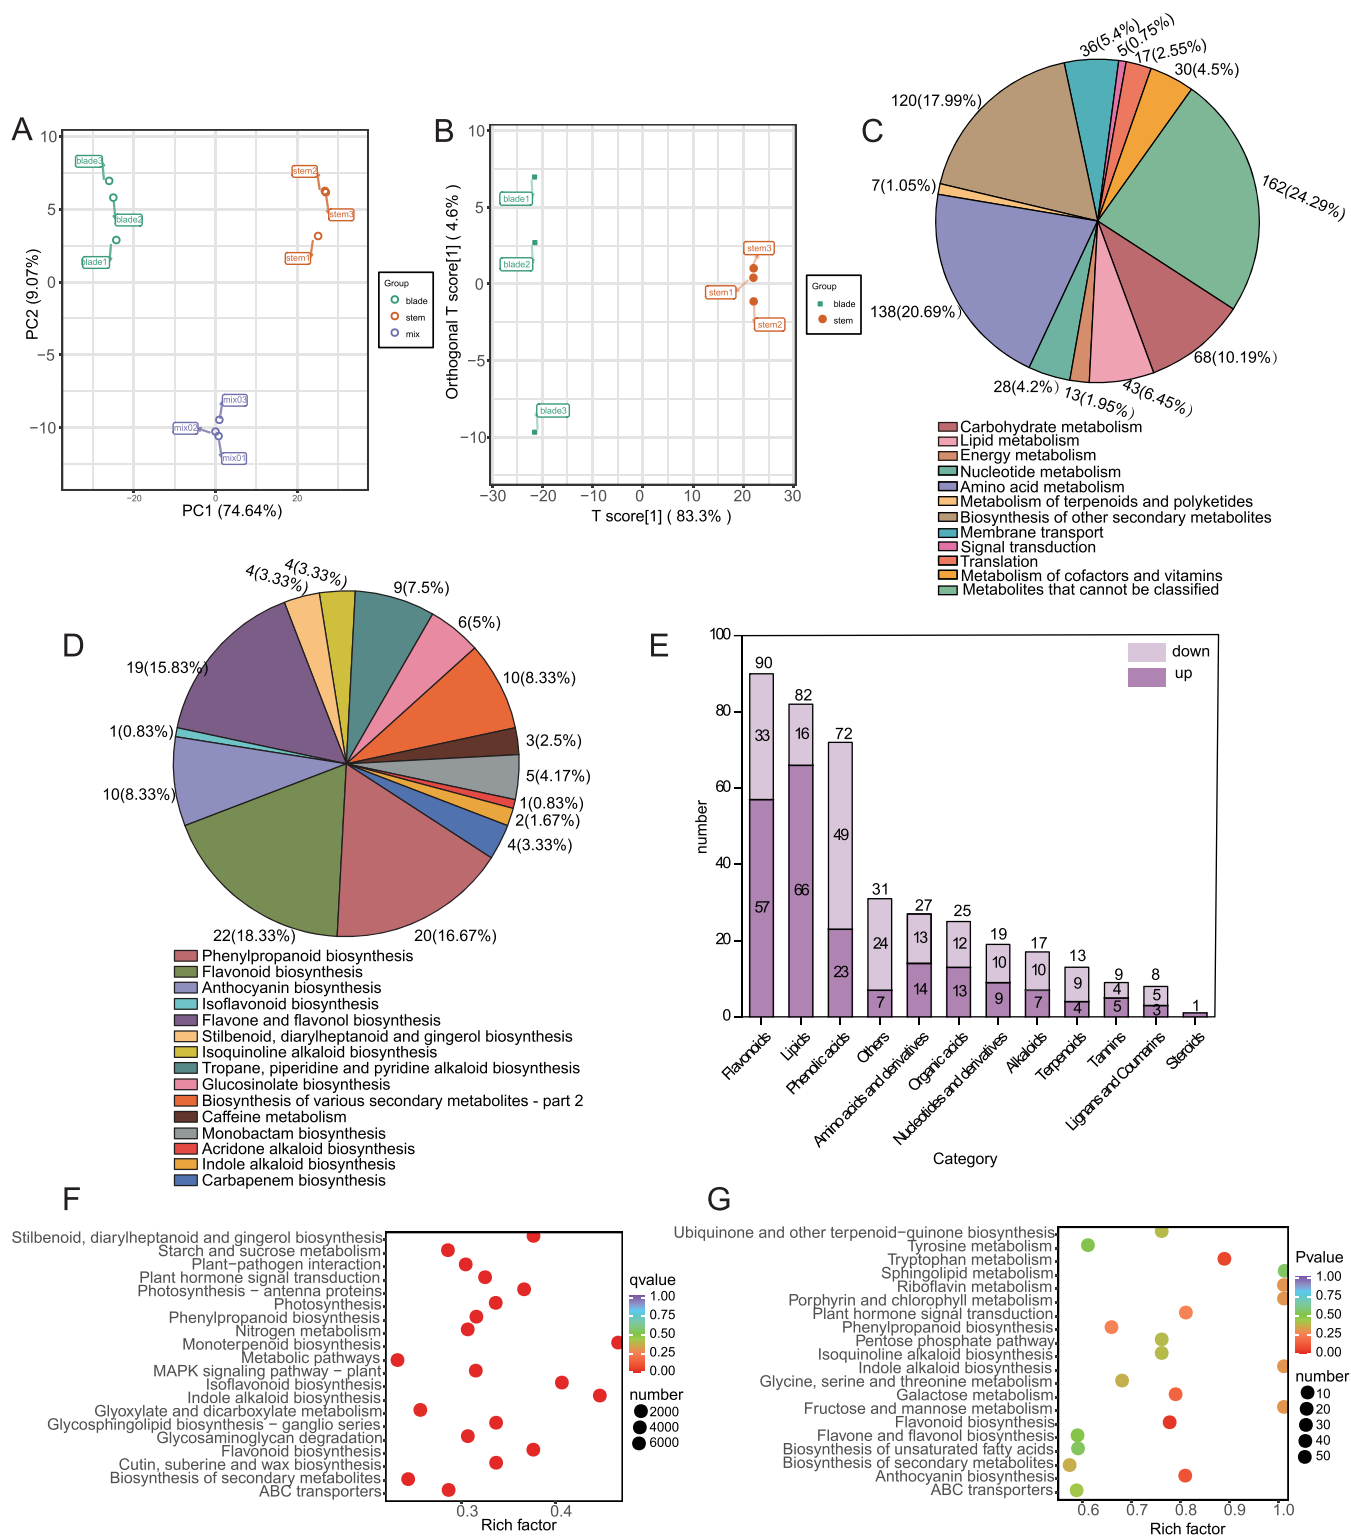 A
10
5
0
−5
−10
−20
0
20
PC2 (9.07%)
PC1 (74.64%)
blade3
blade2
blade1
stem2
stem3
stem1
mix03
mix02
mix01
Group
blade
stem
mix
B
10
5
0
−5
−10
−30
−20
−10
0
10
20
30
Orthogonal T score[1] ( 4.6% )
T score[1] ( 83.3% )
blade1
blade2
blade3
stem3
stem1
stem2
Group
blade
stem
C
36(5.4%)
5(0.75%)
17(2.55%)
30(4.5%)
120(17.99%)
7(1.05%)
162(24.29%)
138(20.69%)
68(10.19%)
28(4.2%)
13(1.95%)
43(6.45%)
Carbohydrate metabolism
Lipid metabolism
Energy metabolism
Nucleotide metabolism
Amino acid metabolism
Metabolism of terpenoids and polyketides
Biosynthesis of other secondary metabolites
Membrane transport
Signal transduction
Translation
Metabolism of cofactors and vitamins
Metabolites that cannot be classified
D
4(3.33%)
4(3.33%)
9(7.5%)
6(5%)
19(15.83%)
10(8.33%)
1(0.83%)
3(2.5%)
5(4.17%)
10(8.33%)
1(0.83%)
2(1.67%)
4(3.33%)
22(18.33%)
20(16.67%)
Phenylpropanoid biosynthesis
Flavonoid biosynthesis
Anthocyanin biosynthesis
Isoflavonoid biosynthesis
Flavone and flavonol biosynthesis
Stilbenoid, diarylheptanoid and gingerol biosynthesis
Isoquinoline alkaloid biosynthesis
Tropane, piperidine and pyridine alkaloid biosynthesis
Glucosinolate biosynthesis
Biosynthesis of various secondary metabolites - part 2
Caffeine metabolism
Monobactam biosynthesis
Acridone alkaloid biosynthesis
Indole alkaloid biosynthesis
Carbapenem biosynthesis
E
100
80
60
40
20
0
number
down
up
90
33
57
82
16
66
72
49
23
31
24
7
27
13
14
25
12
13
19
10
9
17
10
7
13
9
4
9
4
5
8
5
3
1
Flavonoids
Lipids
Phenolic acids
Others
Amino acids and derivatives
Organic acids
Nucleotides and derivatives
Alkaloids
Terpenoids
Tannins
Lignans and Coumarins
Steroids
Category
F
Stilbenoid, diarylheptanoid and gingerol biosynthesis
Starch and sucrose metabolism
Plant−pathogen interaction
Plant hormone signal transduction
Photosynthesis − antenna proteins
Photosynthesis
Phenylpropanoid biosynthesis
Nitrogen metabolism
Monoterpenoid biosynthesis
Metabolic pathways
MAPK signaling pathway − plant
Isoflavonoid biosynthesis
Indole alkaloid biosynthesis
Glyoxylate and dicarboxylate metabolism
Glycosphingolipid biosynthesis − ganglio series
Glycosaminoglycan degradation
Flavonoid biosynthesis
Cutin, suberine and wax biosynthesis
Biosynthesis of secondary metabolites
ABC transporters
0.3
0.4
Rich factor
qvalue
1.00
0.75
0.50
0.25
0.00
number
2000
4000
6000
G
Ubiquinone and other terpenoid−quinone biosynthesis
Tyrosine metabolism
Tryptophan metabolism
Sphingolipid metabolism
Riboflavin metabolism
Porphyrin and chlorophyll metabolism
Plant hormone signal transduction
Phenylpropanoid biosynthesis
Pentose phosphate pathway
Isoquinoline alkaloid biosynthesis
Indole alkaloid biosynthesis
Glycine, serine and threonine metabolism
Galactose metabolism
Fructose and mannose metabolism
Flavonoid biosynthesis
Flavone and flavonol biosynthesis
Biosynthesis of unsaturated fatty acids
Biosynthesis of secondary metabolites
Anthocyanin biosynthesis
ABC transporters
0.6
0.7
0.8
0.9
1.0
Rich factor
Pvalue
1.00
0.75
0.50
0.25
0.00
number
10
20
30
40
50